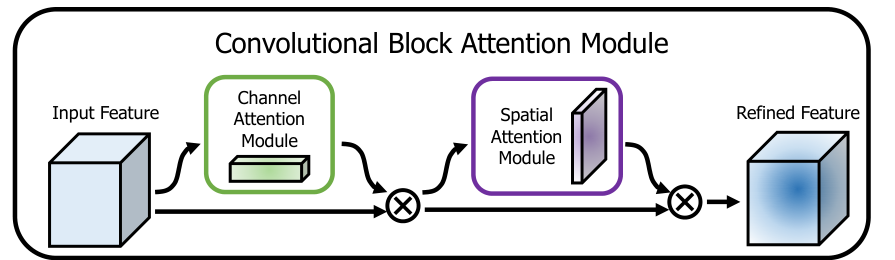 Convolutional Block Attention Module
Input Feature
Channel
Attention
Module
Spatial
Attention
Module
Refined Feature